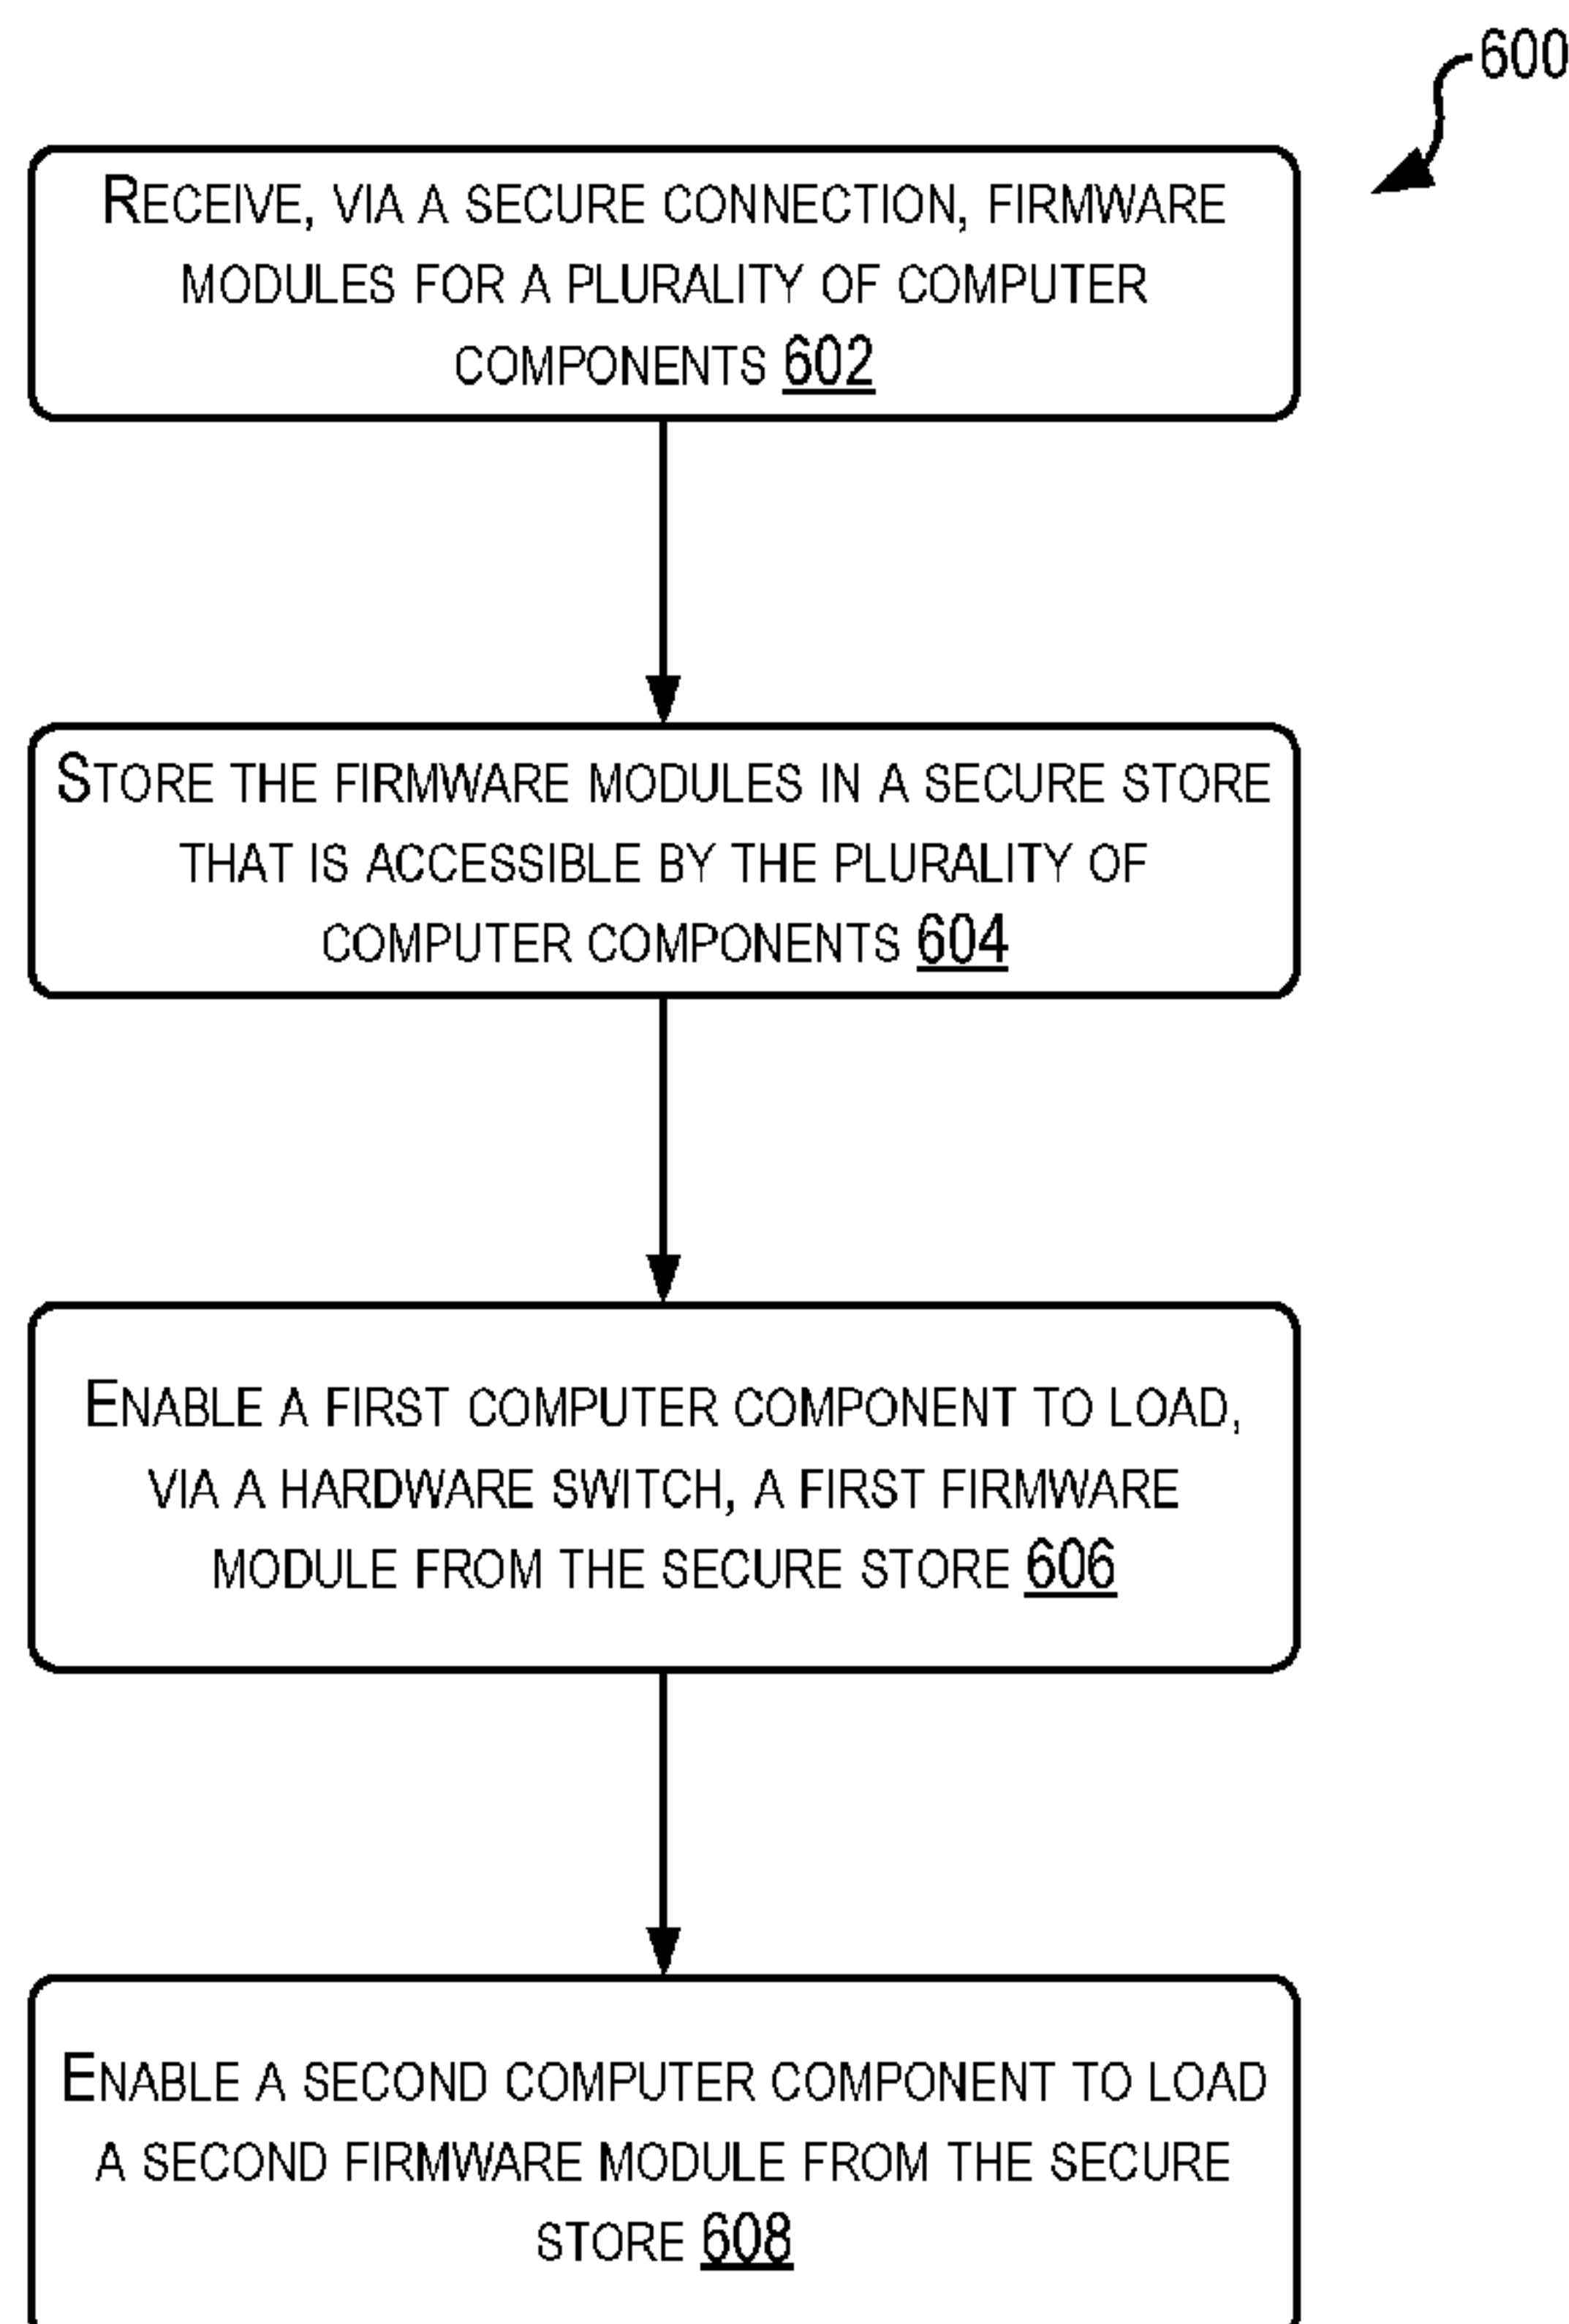 600
RECEIVE, VIA A SECURE CONNECTION, FIRMWARE
MODULES FOR A PLURALITY OF COMPUTER
COMPONENTS 602
STORE THE FIRMWARE MODULES IN A SECURE STORE
THAT IS ACCESSIBLE BY THE PLURALITY OF
COMPUTER COMPONENTS 604
ENABLE A FIRST COMPUTER COMPONENT TO LOAD,
VIA A HARDWARE SWITCH, A FIRST FIRMWARE
MODULE FROM THE SECURE STORE 606
ENABLE A SECOND COMPUTER COMPONENT TO LOAD
A SECOND FIRMWARE MODULE FROM THE SECURE
STORE 608